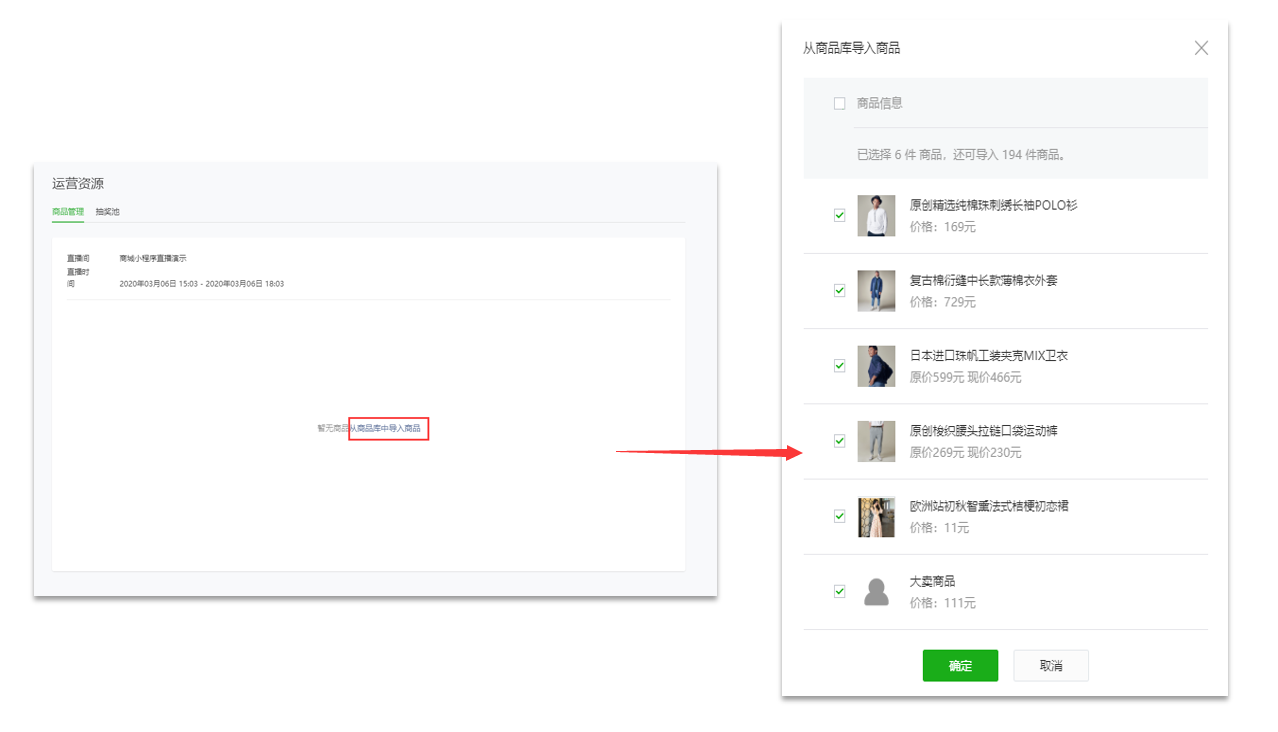 运营资源
商品管理 抽奖池
直播间 商城小程序直播演示
直播时
间 2020年03月06日 15:03 - 2020年03月06日 18:03
暂无商品从商品库中导入商品
从商品库导入商品
商品信息
已选择 6 件 商品，还可导入 194 件商品。
原创精选纯棉珠刺绣长袖POLO衫
价格：169元
复古棉衍缝中长款薄棉衣外套
价格：729元
日本进口珠帆工装夹克MIX卫衣
原价599元 现价466元
原创梭织腰头拉链口袋运动裤
原价269元 现价230元
欧洲站初秋智薰法式桔梗初恋裙
价格：11元
大卖商品
价格：111元
确定 取消